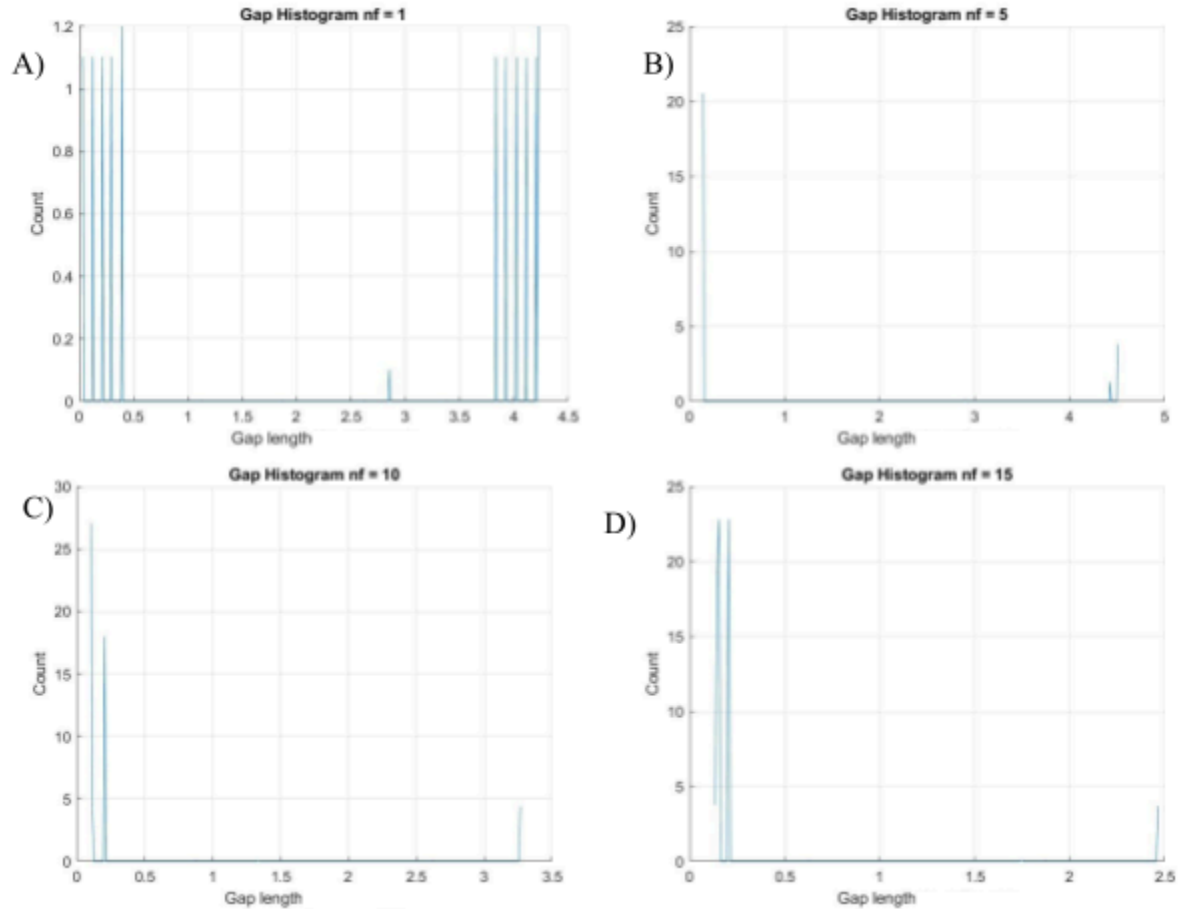 Gap Histogram nf = 1
A)
1.2
1
0.8
0.6
0.4
0.2
0
Count
0 0.5 1 1.5 2 2.5 3 3.5 4 4.5
Gap length
Gap Histogram nf = 5
B)
25
20
15
10
5
0
Count
0 1 2 3 4 5
Gap length
Gap Histogram nf = 10
C)
30
25
20
15
10
5
0
Count
0 0.5 1 1.5 2 2.5 3 3.5
Gap length
Gap Histogram nf = 15
D)
25
20
15
10
5
0
Count
0 0.5 1 1.5 2 2.5
Gap length